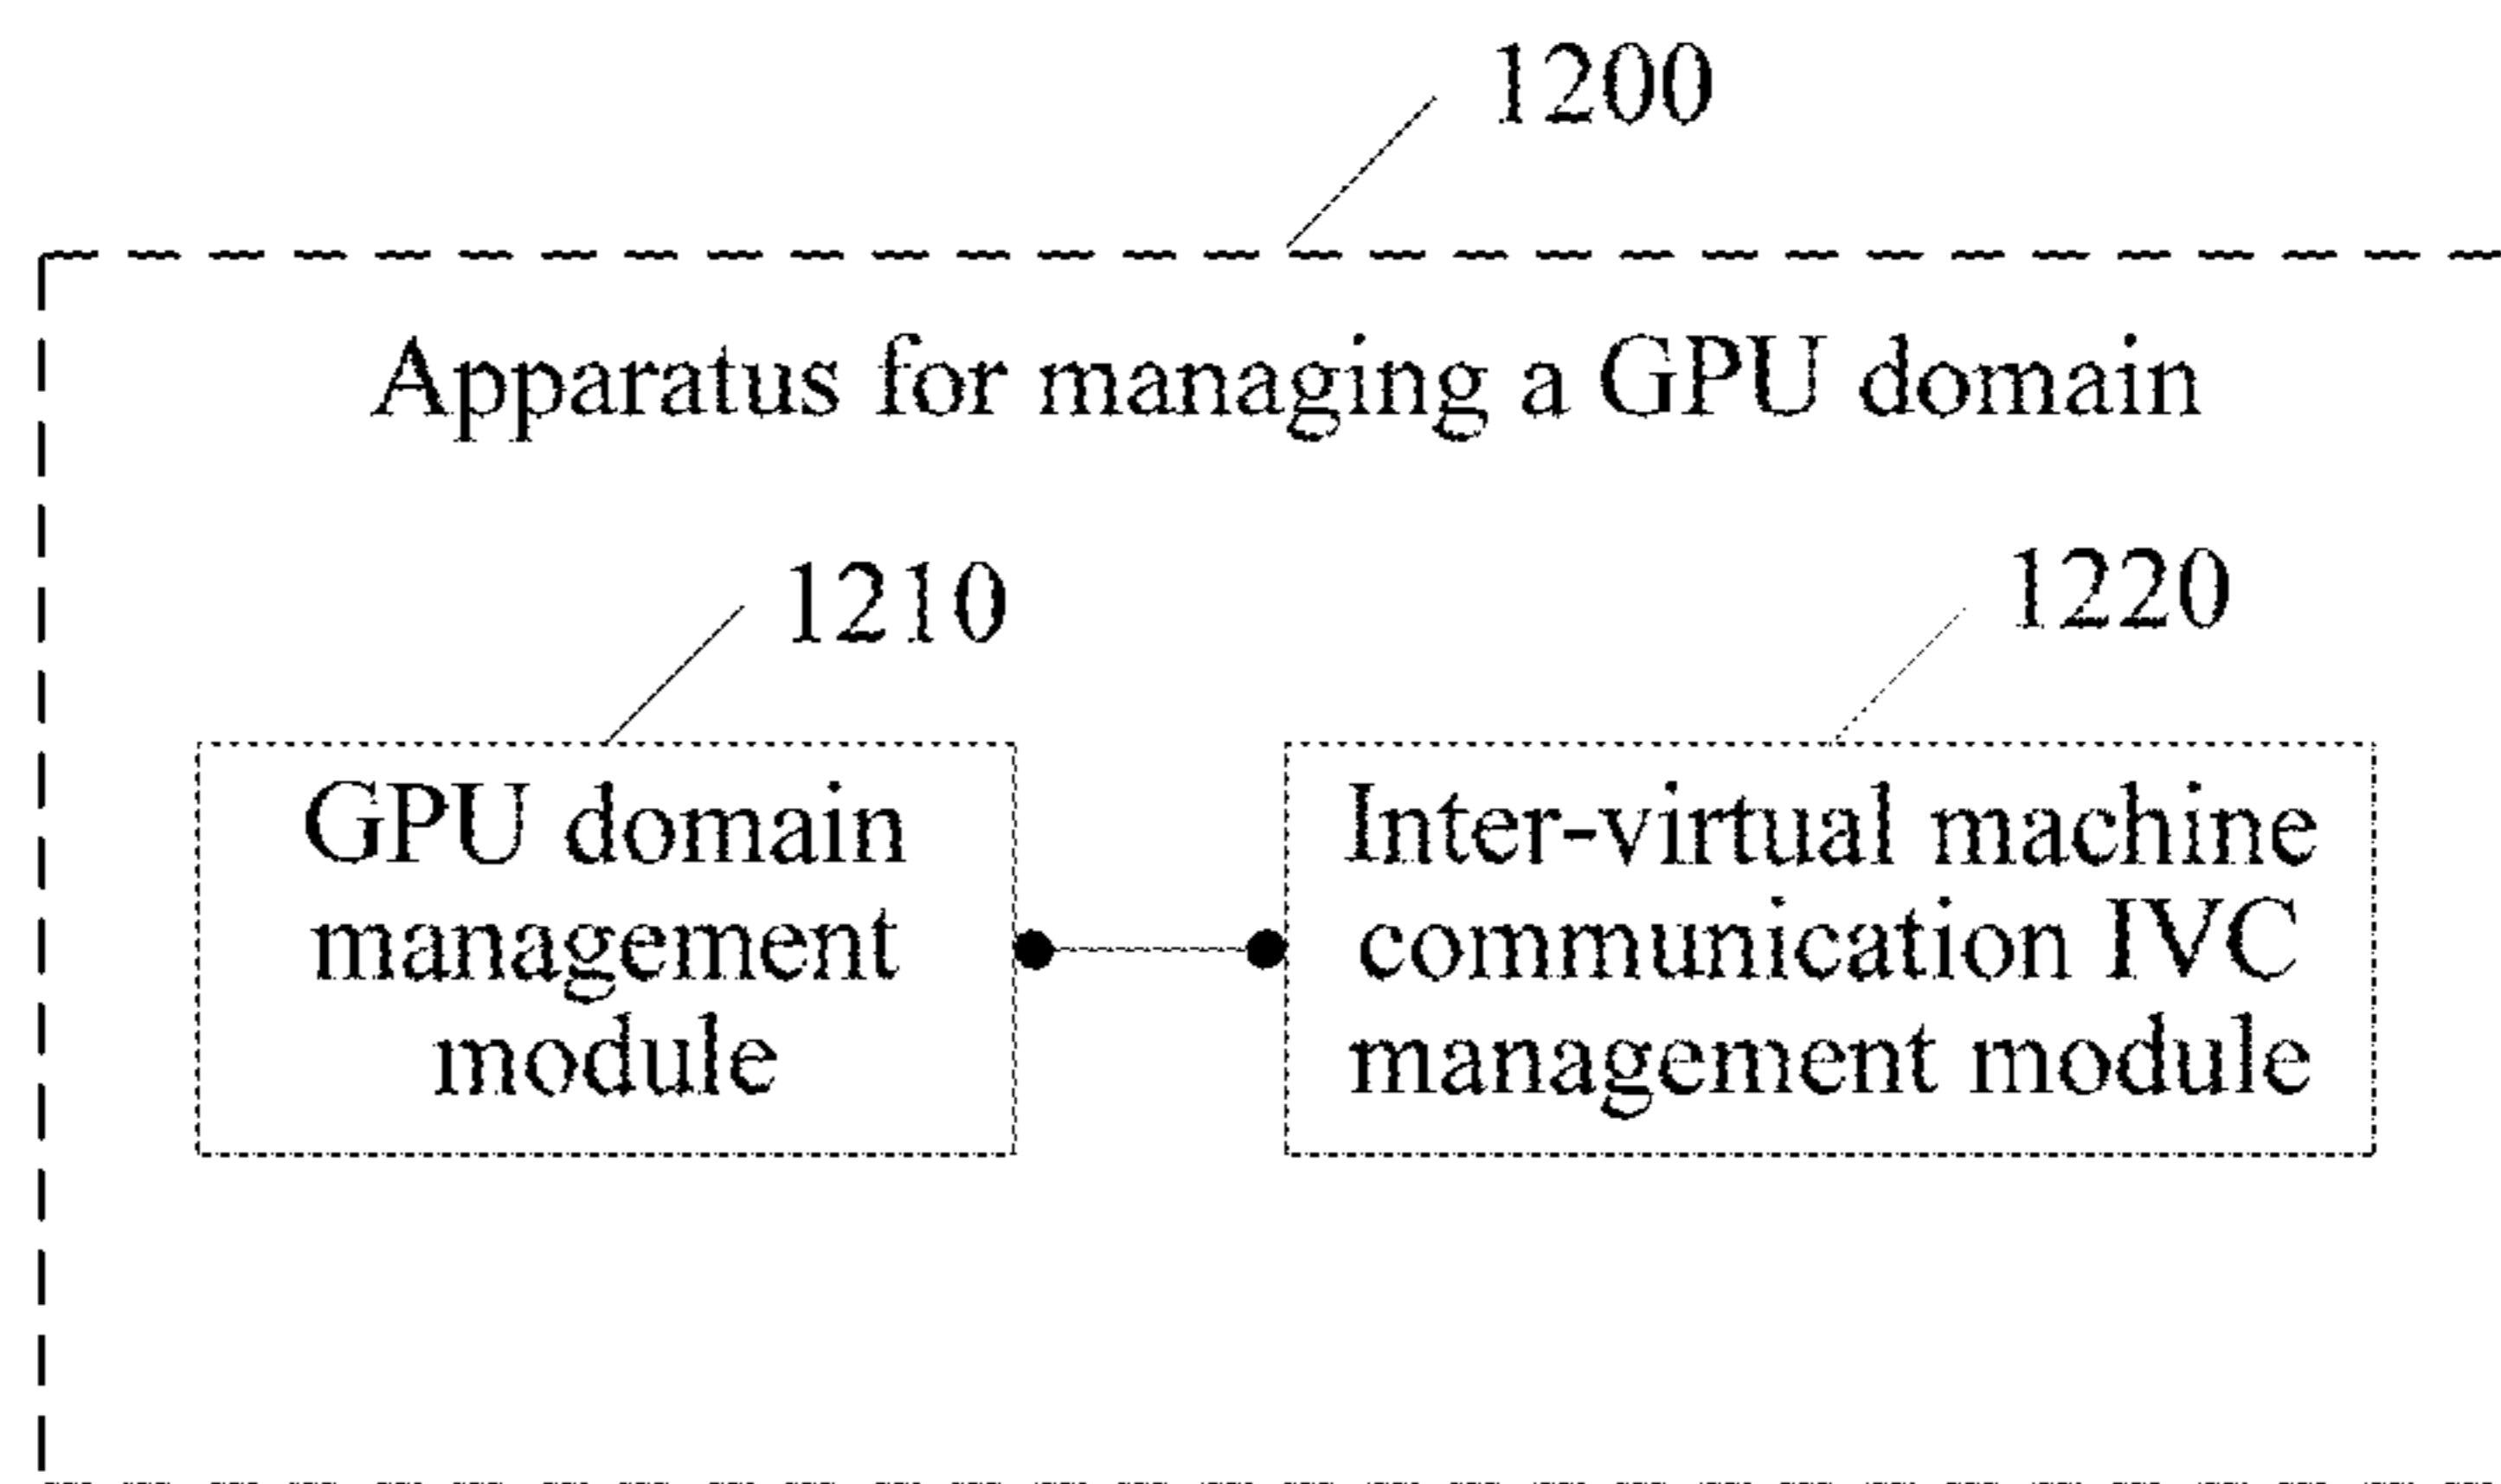 1200
Apparatus for managing a GPU domain
1210
1220
GPU domain
management
module
Inter-virtual machine
communication IVC
management module